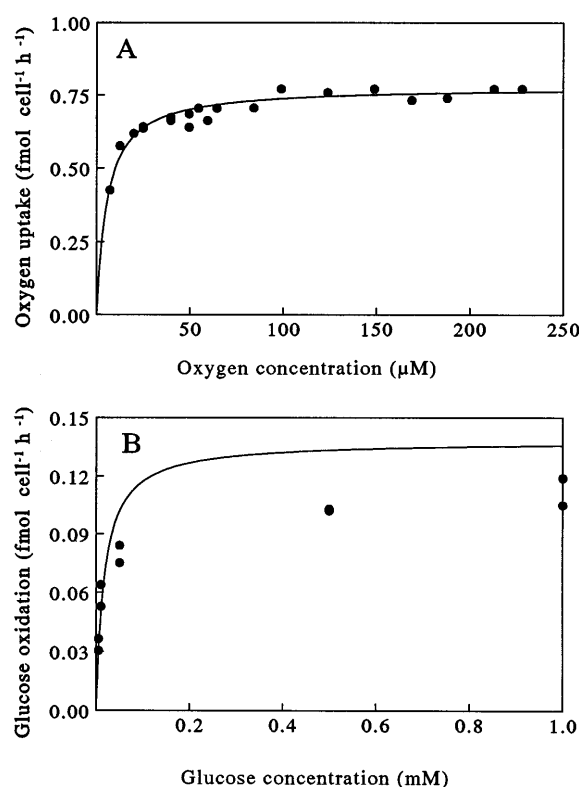 1.00
A
0.75
0.50
0.25
0.00
Oxygen uptake (fmol cell⁻¹ h⁻¹)
50 100 150 200 250
Oxygen concentration (µM)
0.15
B
0.12
0.09
0.06
0.03
0.00
Glucose oxidation (fmol cell⁻¹ h⁻¹)
0.2 0.4 0.6 0.8 1.0
Glucose concentration (mM)